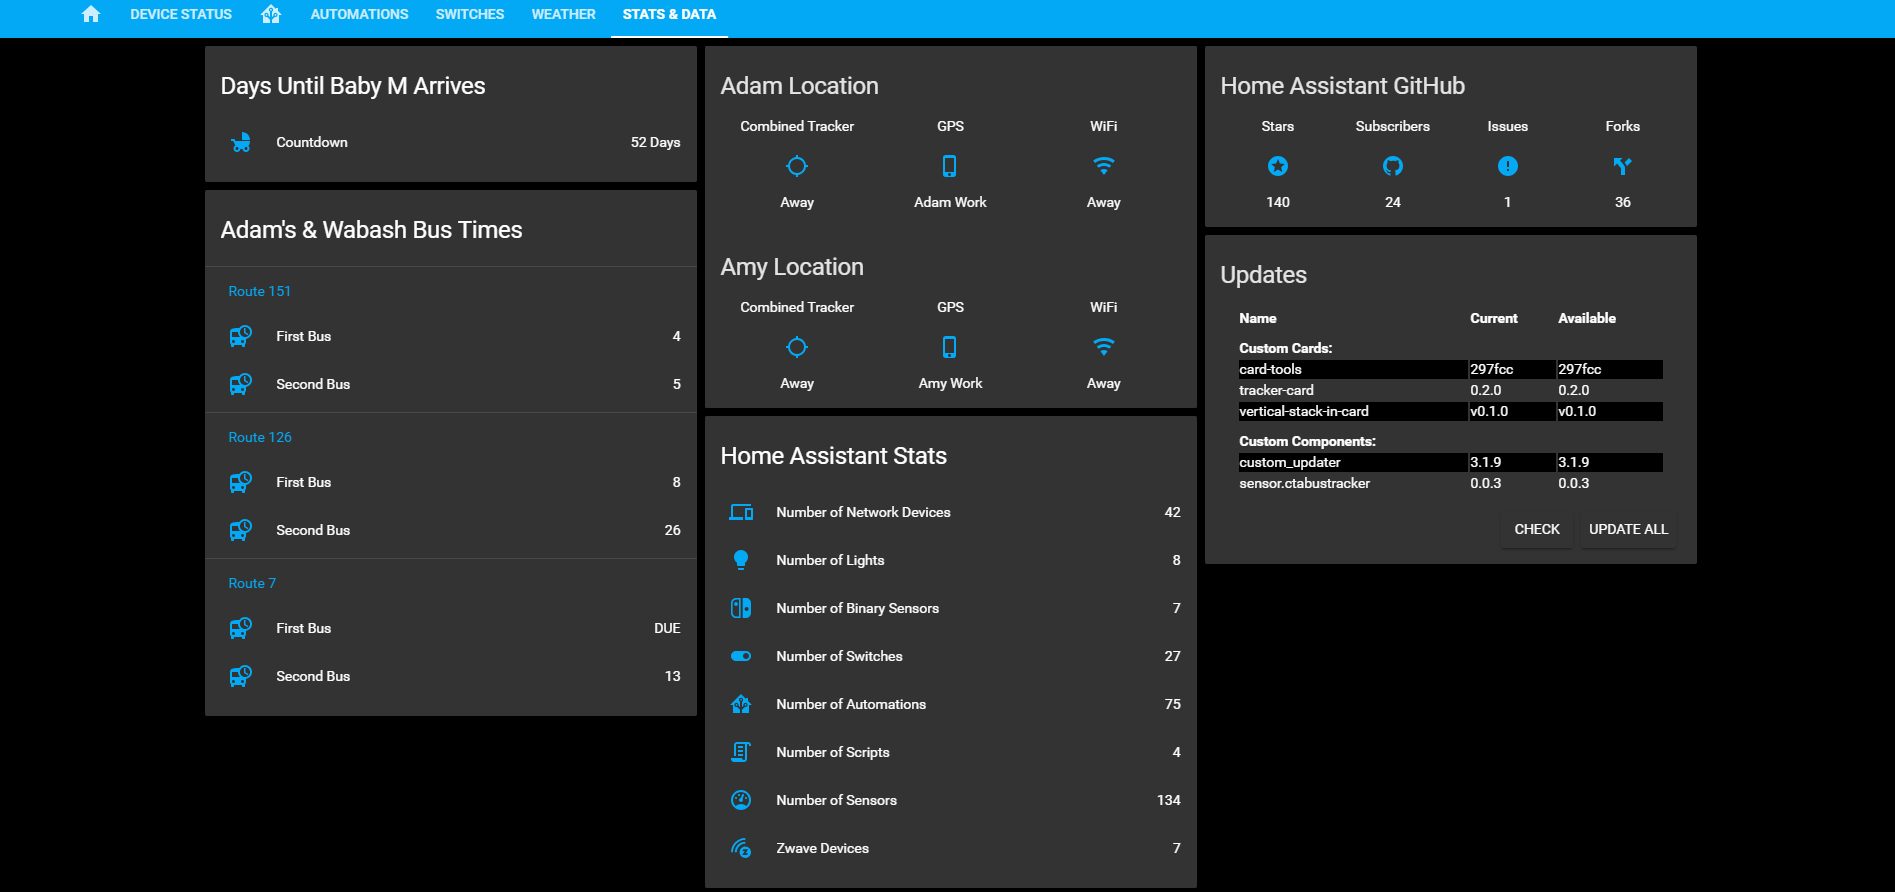 DEVICE STATUS AUTOMATIONS SWITCHES WEATHER STATS & DATA
Days Until Baby M Arrives
Countdown 52 Days
Adam's & Wabash Bus Times
Route 151
First Bus 4
Second Bus 5
Route 126
First Bus 8
Second Bus 26
Route 7
First Bus DUE
Second Bus 13
Adam Location
Combined Tracker GPS WiFi
Away Adam Work Away
Amy Location
Combined Tracker GPS WiFi
Away Amy Work Away
Home Assistant Stats
Number of Network Devices 42
Number of Lights 8
Number of Binary Sensors 7
Number of Switches 27
Number of Automations 75
Number of Scripts 4
Number of Sensors 134
Zwave Devices 7
Home Assistant GitHub
Stars Subscribers Issues Forks
140 24 1 36
Updates
Name Current Available
Custom Cards:
card-tools 297fcc 297fcc
tracker-card 0.2.0 0.2.0
vertical-stack-in-card v0.1.0 v0.1.0
Custom Components:
custom_updater 3.1.9 3.1.9
sensor.ctabustracker 0.0.3 0.0.3
CHECK UPDATE ALL